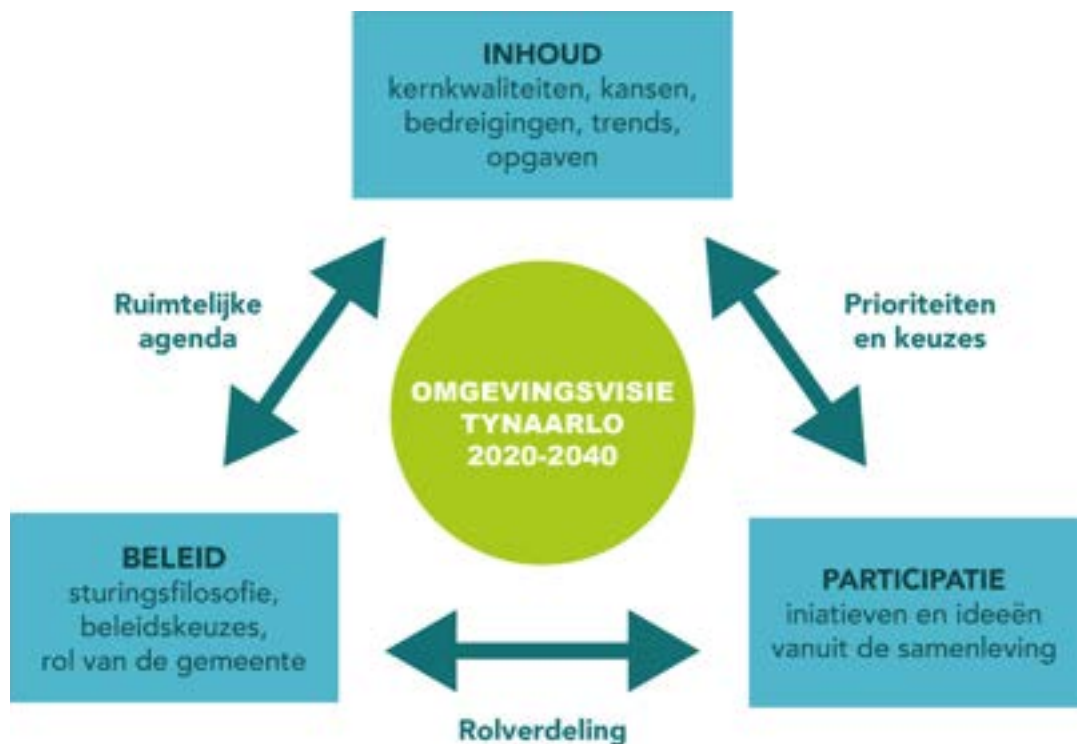 INHOUD
kernkwaliteiten, kansen,
bedreigingen, trends,
opgaven
Ruimtelijke
agenda
Prioriteiten
en keuzes
OMGEVINGSVISIE
TYNAARLO
2020-2040
BELEID
sturingsfilosofie,
beleidskeuzes,
rol van de gemeente
PARTICIPATIE
iniatieven en ideeën
vanuit de samenleving
Rolverdeling